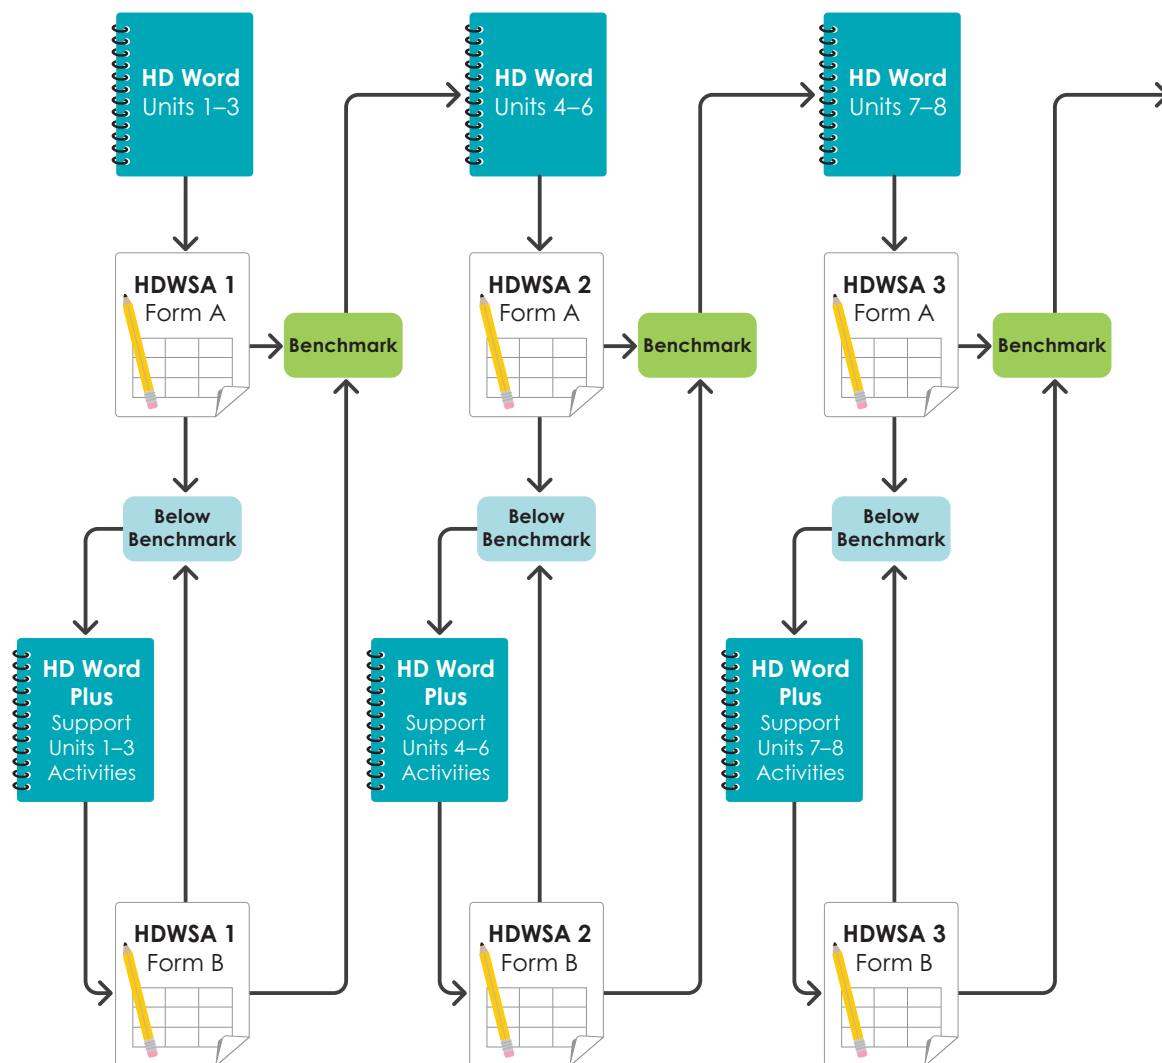 HD Word
Units 1–3
HD Word
Units 4–6
HD Word
Units 7–8
HDWSA 1
Form A
Benchmark
HDWSA 2
Form A
Benchmark
HDWSA 3
Form A
Benchmark
Below
Benchmark
Below
Benchmark
Below
Benchmark
HD Word
Plus
Support
Units 1–3
Activities
HD Word
Plus
Support
Units 4–6
Activities
HD Word
Plus
Support
Units 7–8
Activities
HDWSA 1
Form B
HDWSA 2
Form B
HDWSA 3
Form B